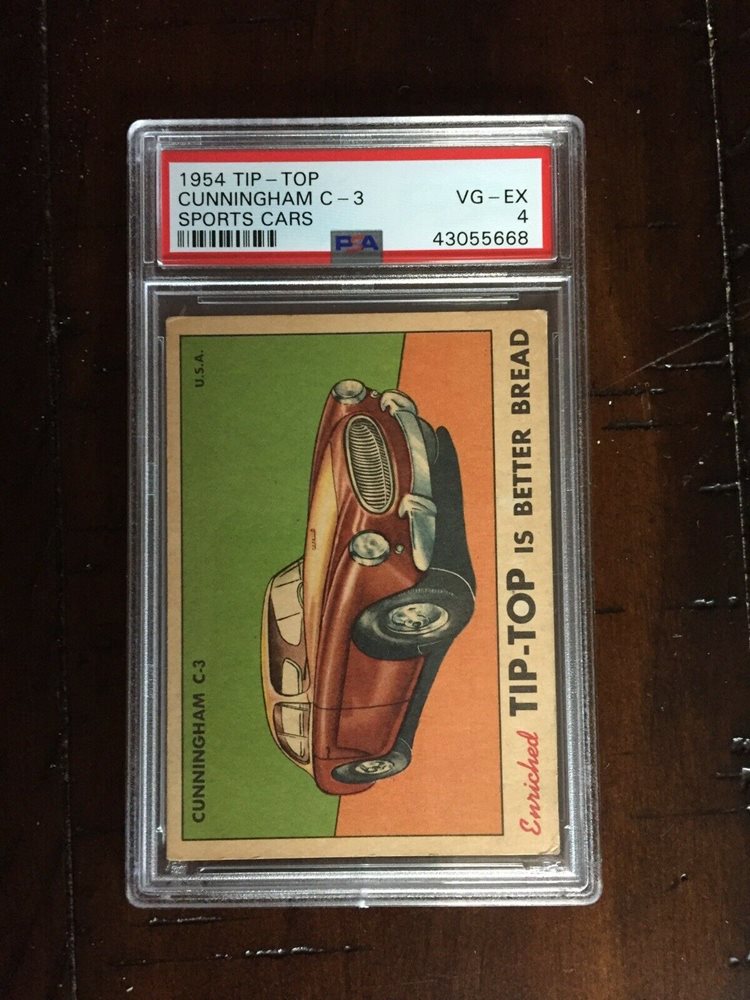 1954 TIP-TOP
CUNNINGHAM C-3
SPORTS CARS
VG-EX
4
PSA
43055668
CUNNINGHAM C-3
U.S.A.
Enriched TIP-TOP IS BETTER BREAD